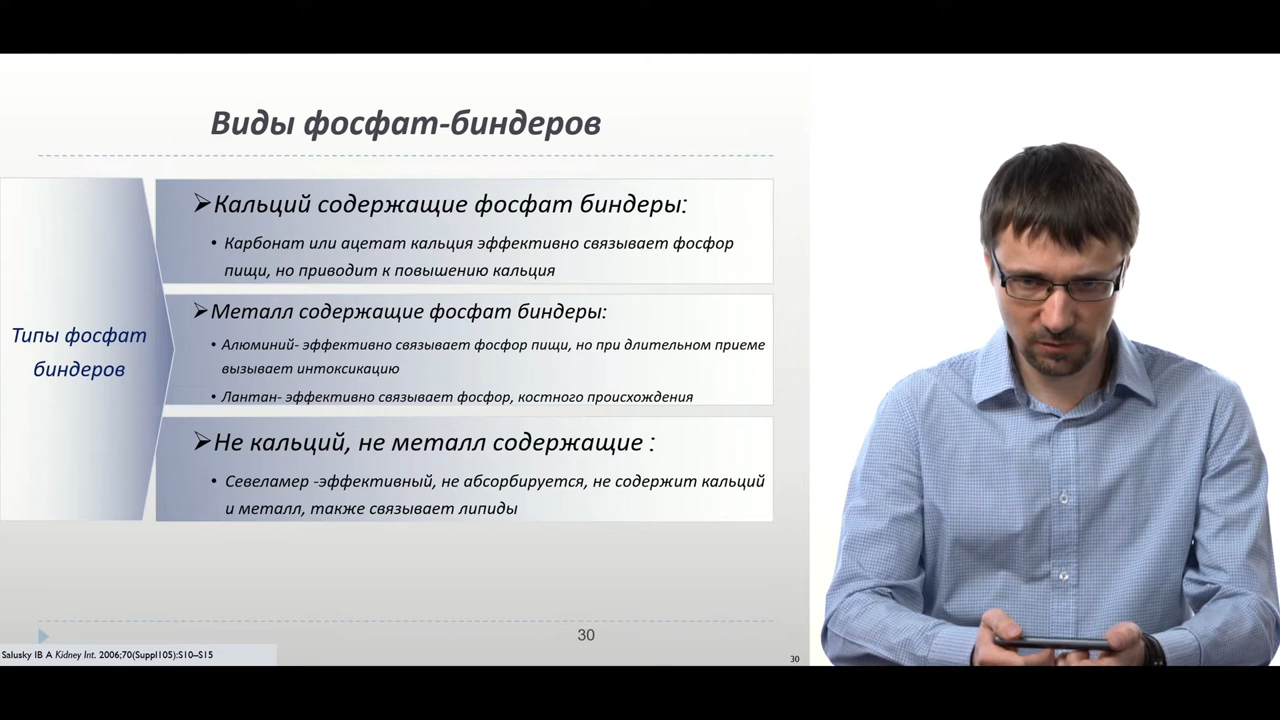 Виды фосфат-биндеров
Типы фосфат
биндеров
➢Кальций содержащие фосфат биндеры:
• Карбонат или ацетат кальция эффективно связывает фосфор
пищи, но приводит к повышению кальция
➢Металл содержащие фосфат биндеры:
• Алюминий- эффективно связывает фосфор пищи, но при длительном приеме
вызывает интоксикацию
• Лантан- эффективно связывает фосфор, костного происхождения
➢Не кальций, не металл содержащие :
• Севеламер -эффективный, не абсорбируется, не содержит кальций
и металл, также связывает липиды
30
Salusky IB A Kidney Int. 2006;70(Suppl105):S10–S15
30